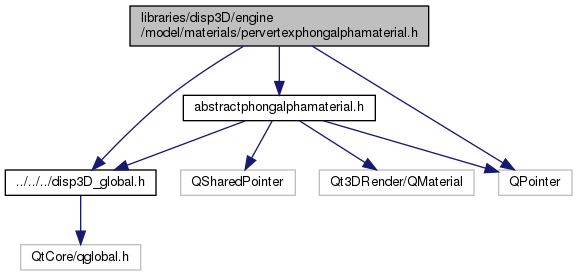 libraries/disp3D/engine
/model/materials/pervertexphongalphamaterial.h
abstractphongalphamaterial.h
../../../disp3D_global.h
QSharedPointer
Qt3DRender/QMaterial
QPointer
QtCore/qglobal.h